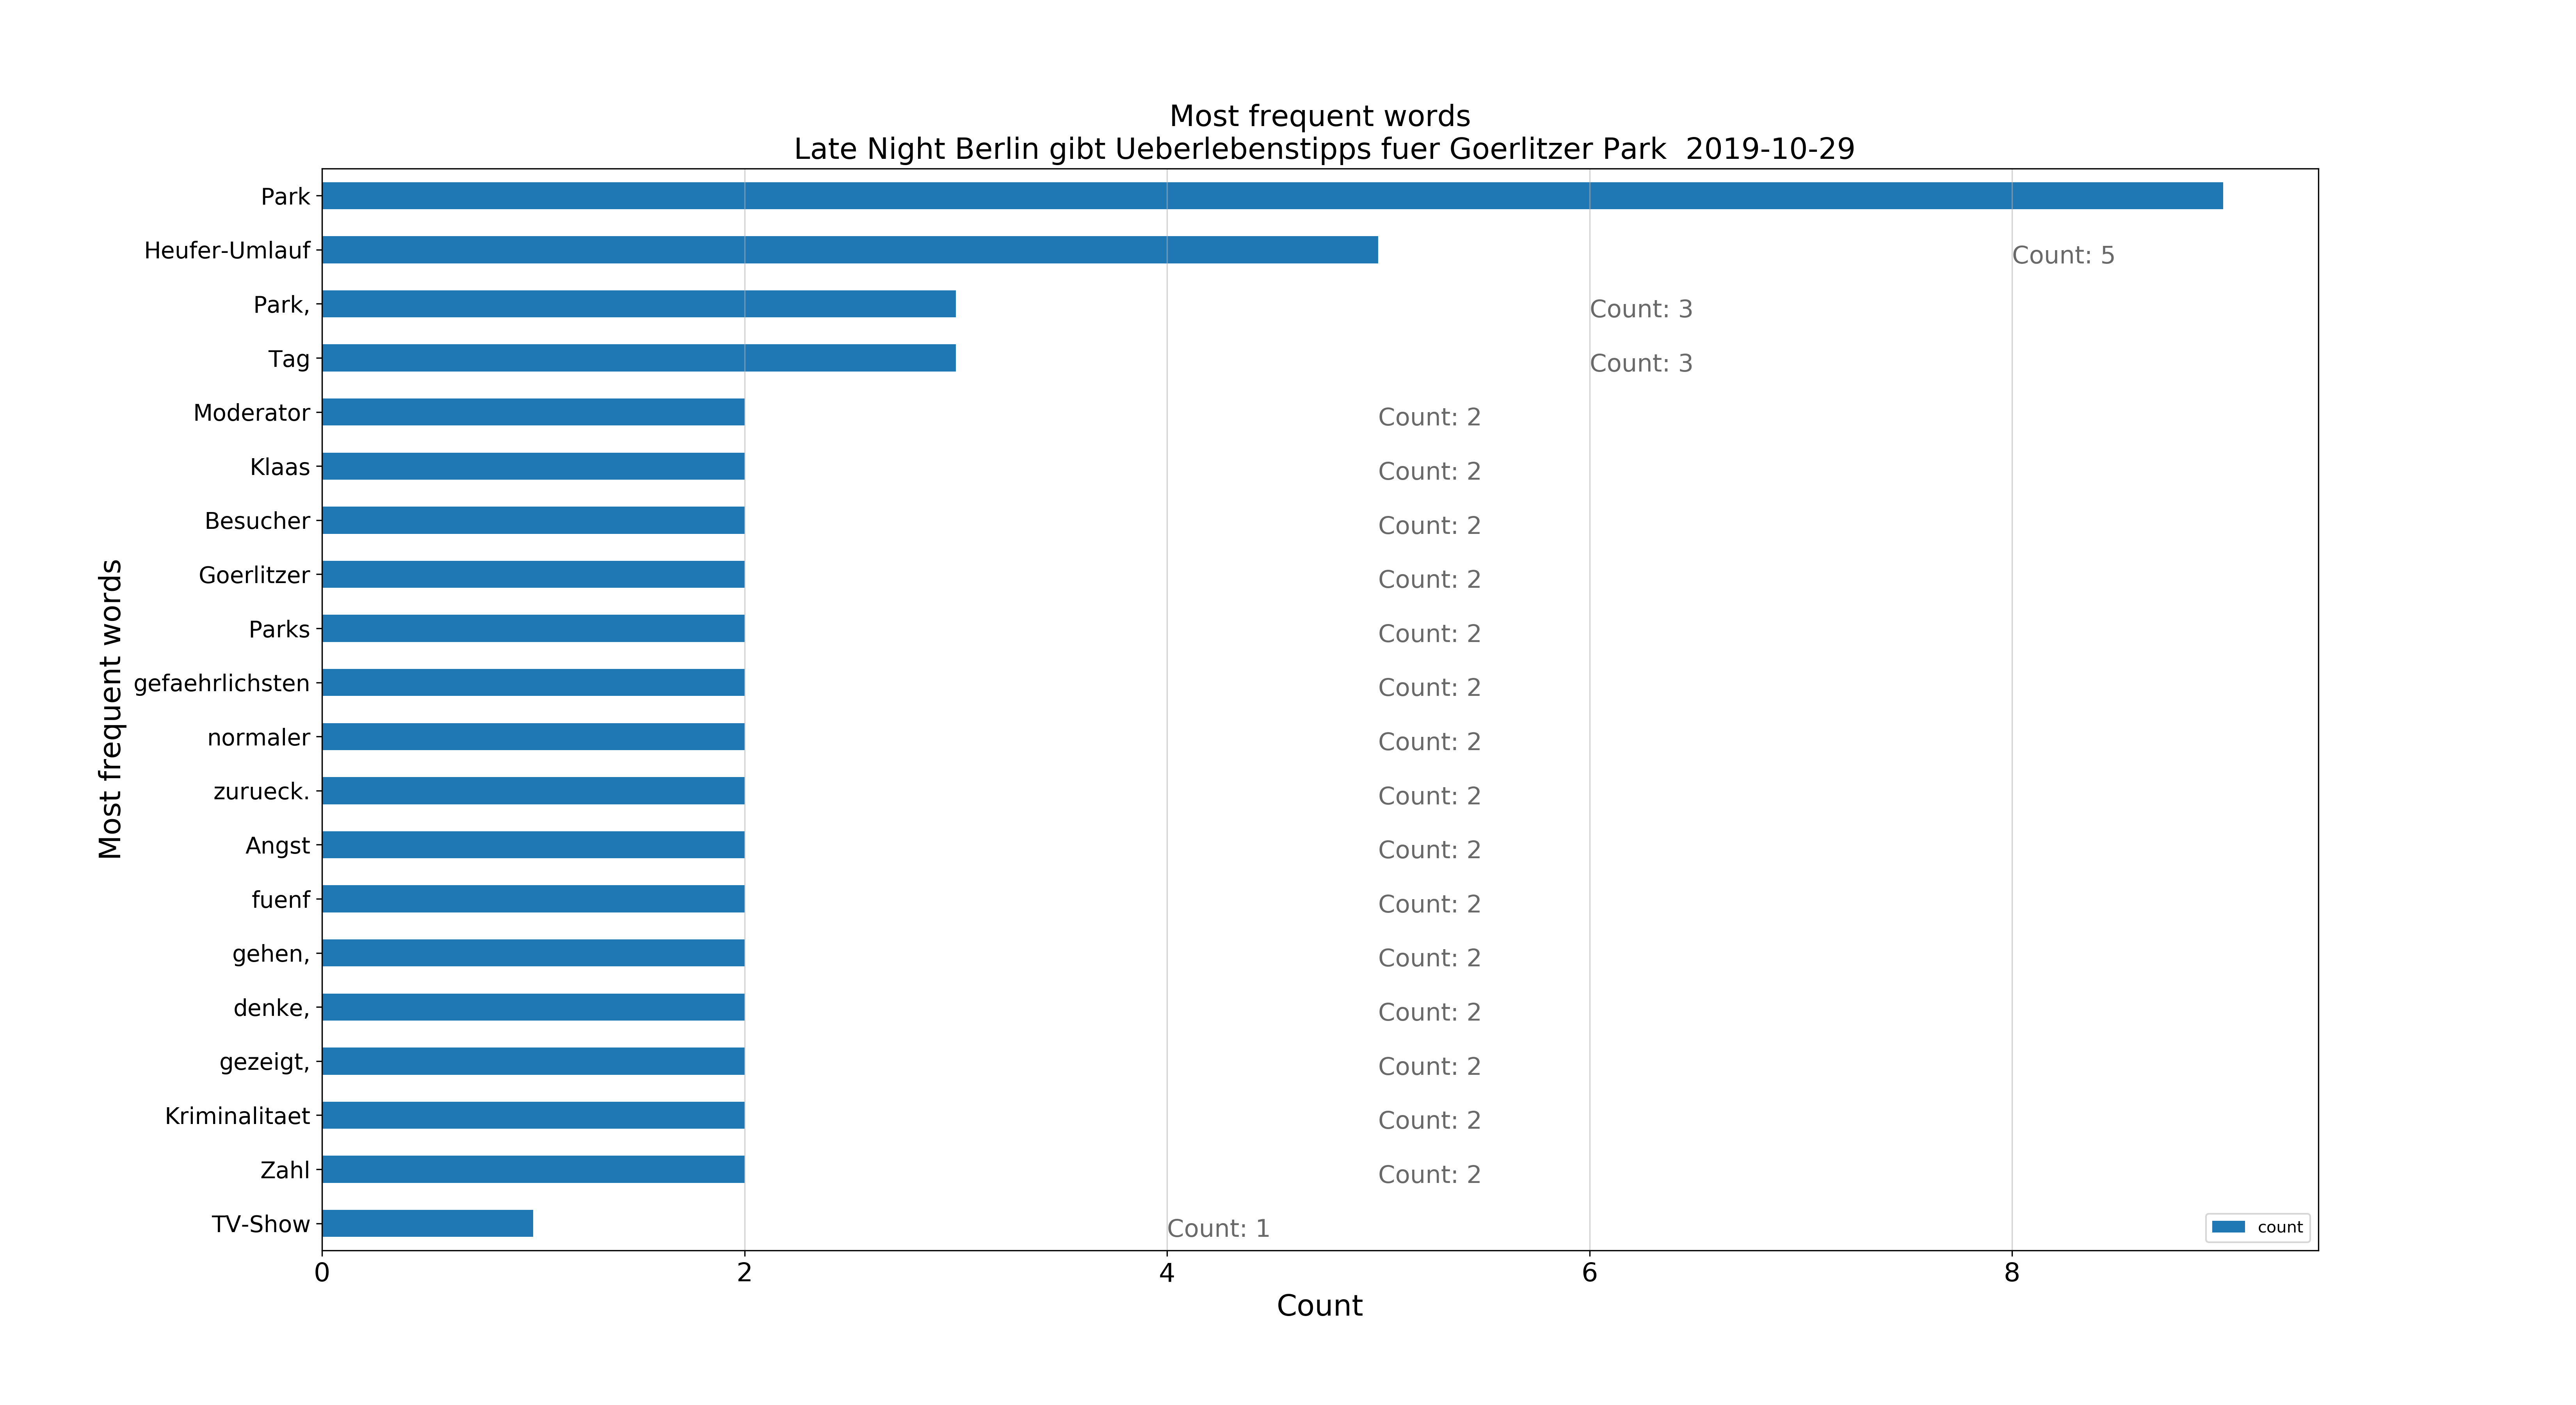 Most frequent words
Late Night Berlin gibt Ueberlebenstipps fuer Goerlitzer Park  2019-10-29
Most frequent words
Park
Heufer-Umlauf Count: 5
Park, Count: 3
Tag Count: 3
Moderator Count: 2
Klaas Count: 2
Besucher Count: 2
Goerlitzer Count: 2
Parks Count: 2
gefaehrlichsten Count: 2
normaler Count: 2
zurueck. Count: 2
Angst Count: 2
fuenf Count: 2
gehen, Count: 2
denke, Count: 2
gezeigt, Count: 2
Kriminalitaet Count: 2
Zahl Count: 2
TV-Show Count: 1
count
0 2 4 6 8
Count